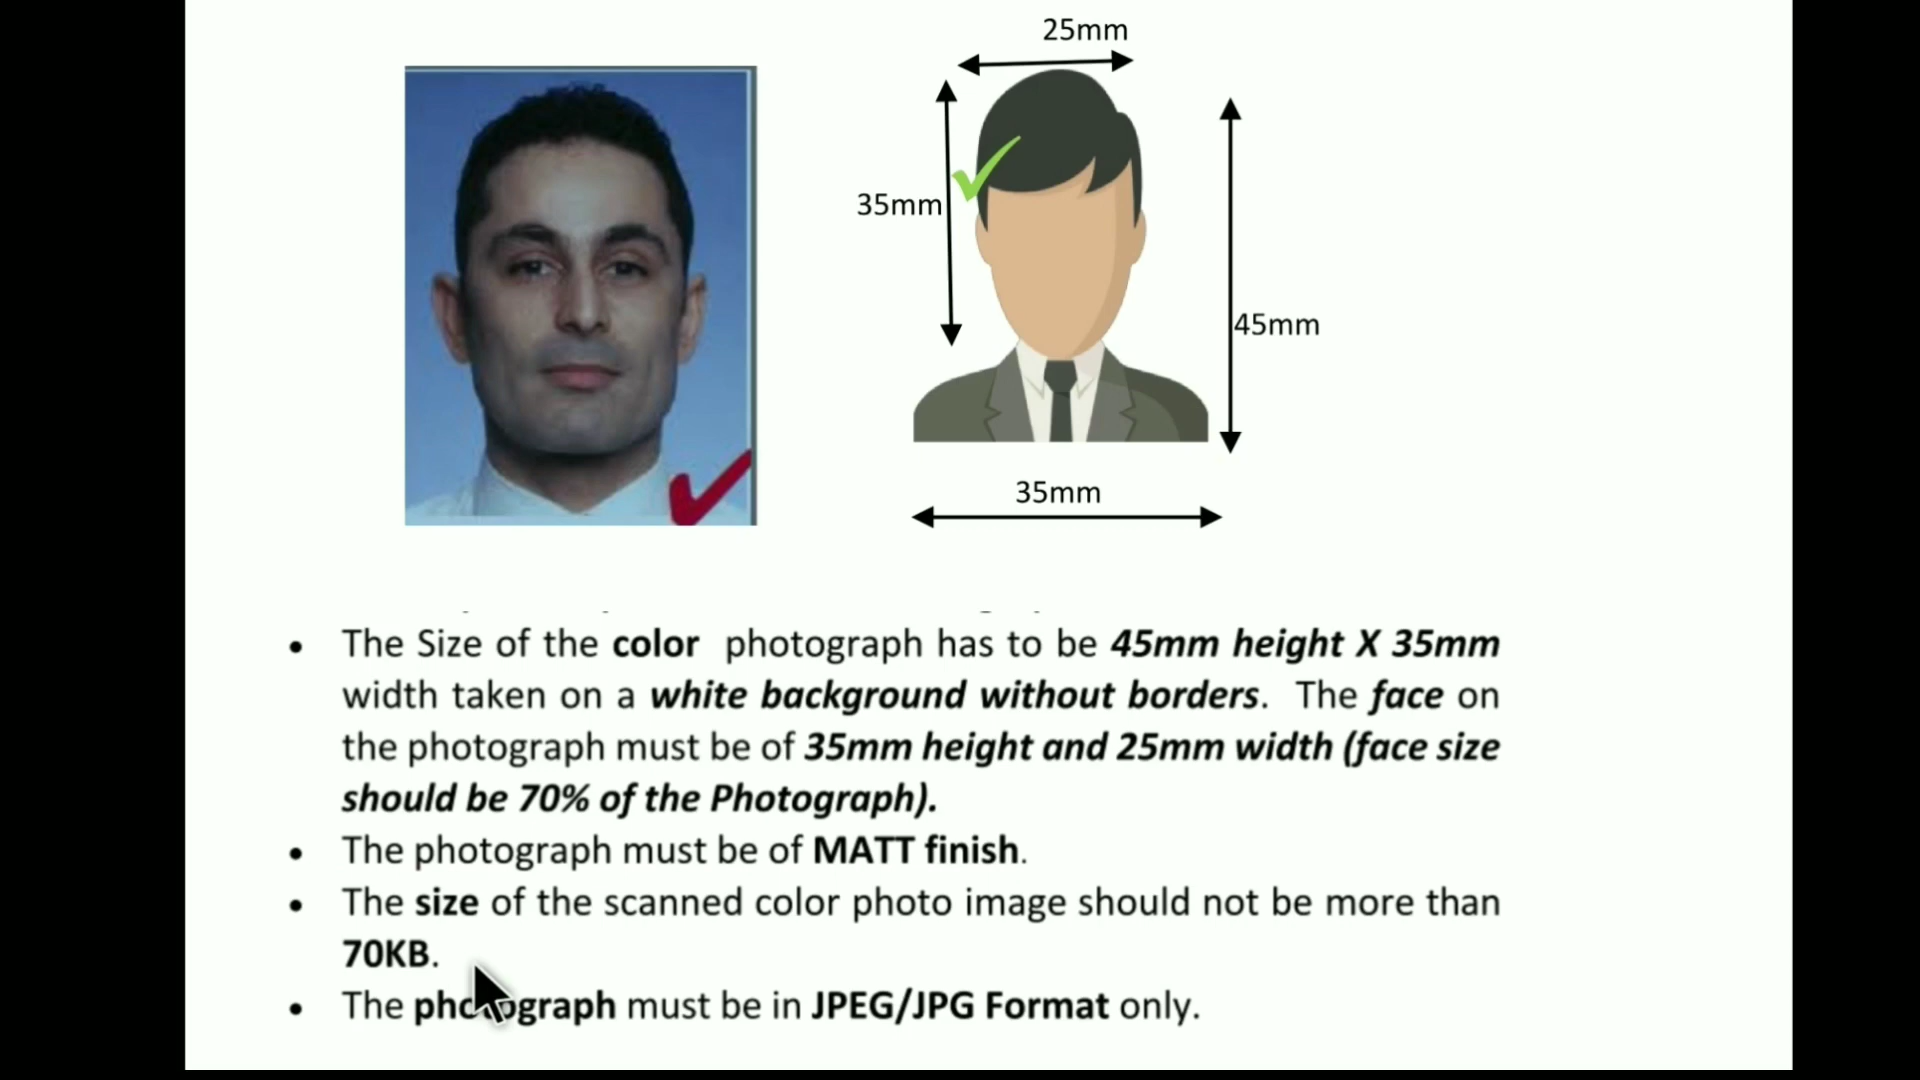 25mm
35mm
45mm
35mm
• The Size of the color photograph has to be 45mm height X 35mm
width taken on a white background without borders. The face on
the photograph must be of 35mm height and 25mm width (face size
should be 70% of the Photograph).
• The photograph must be of MATT finish.
• The size of the scanned color photo image should not be more than
70KB.
• The photograph must be in JPEG/JPG Format only.